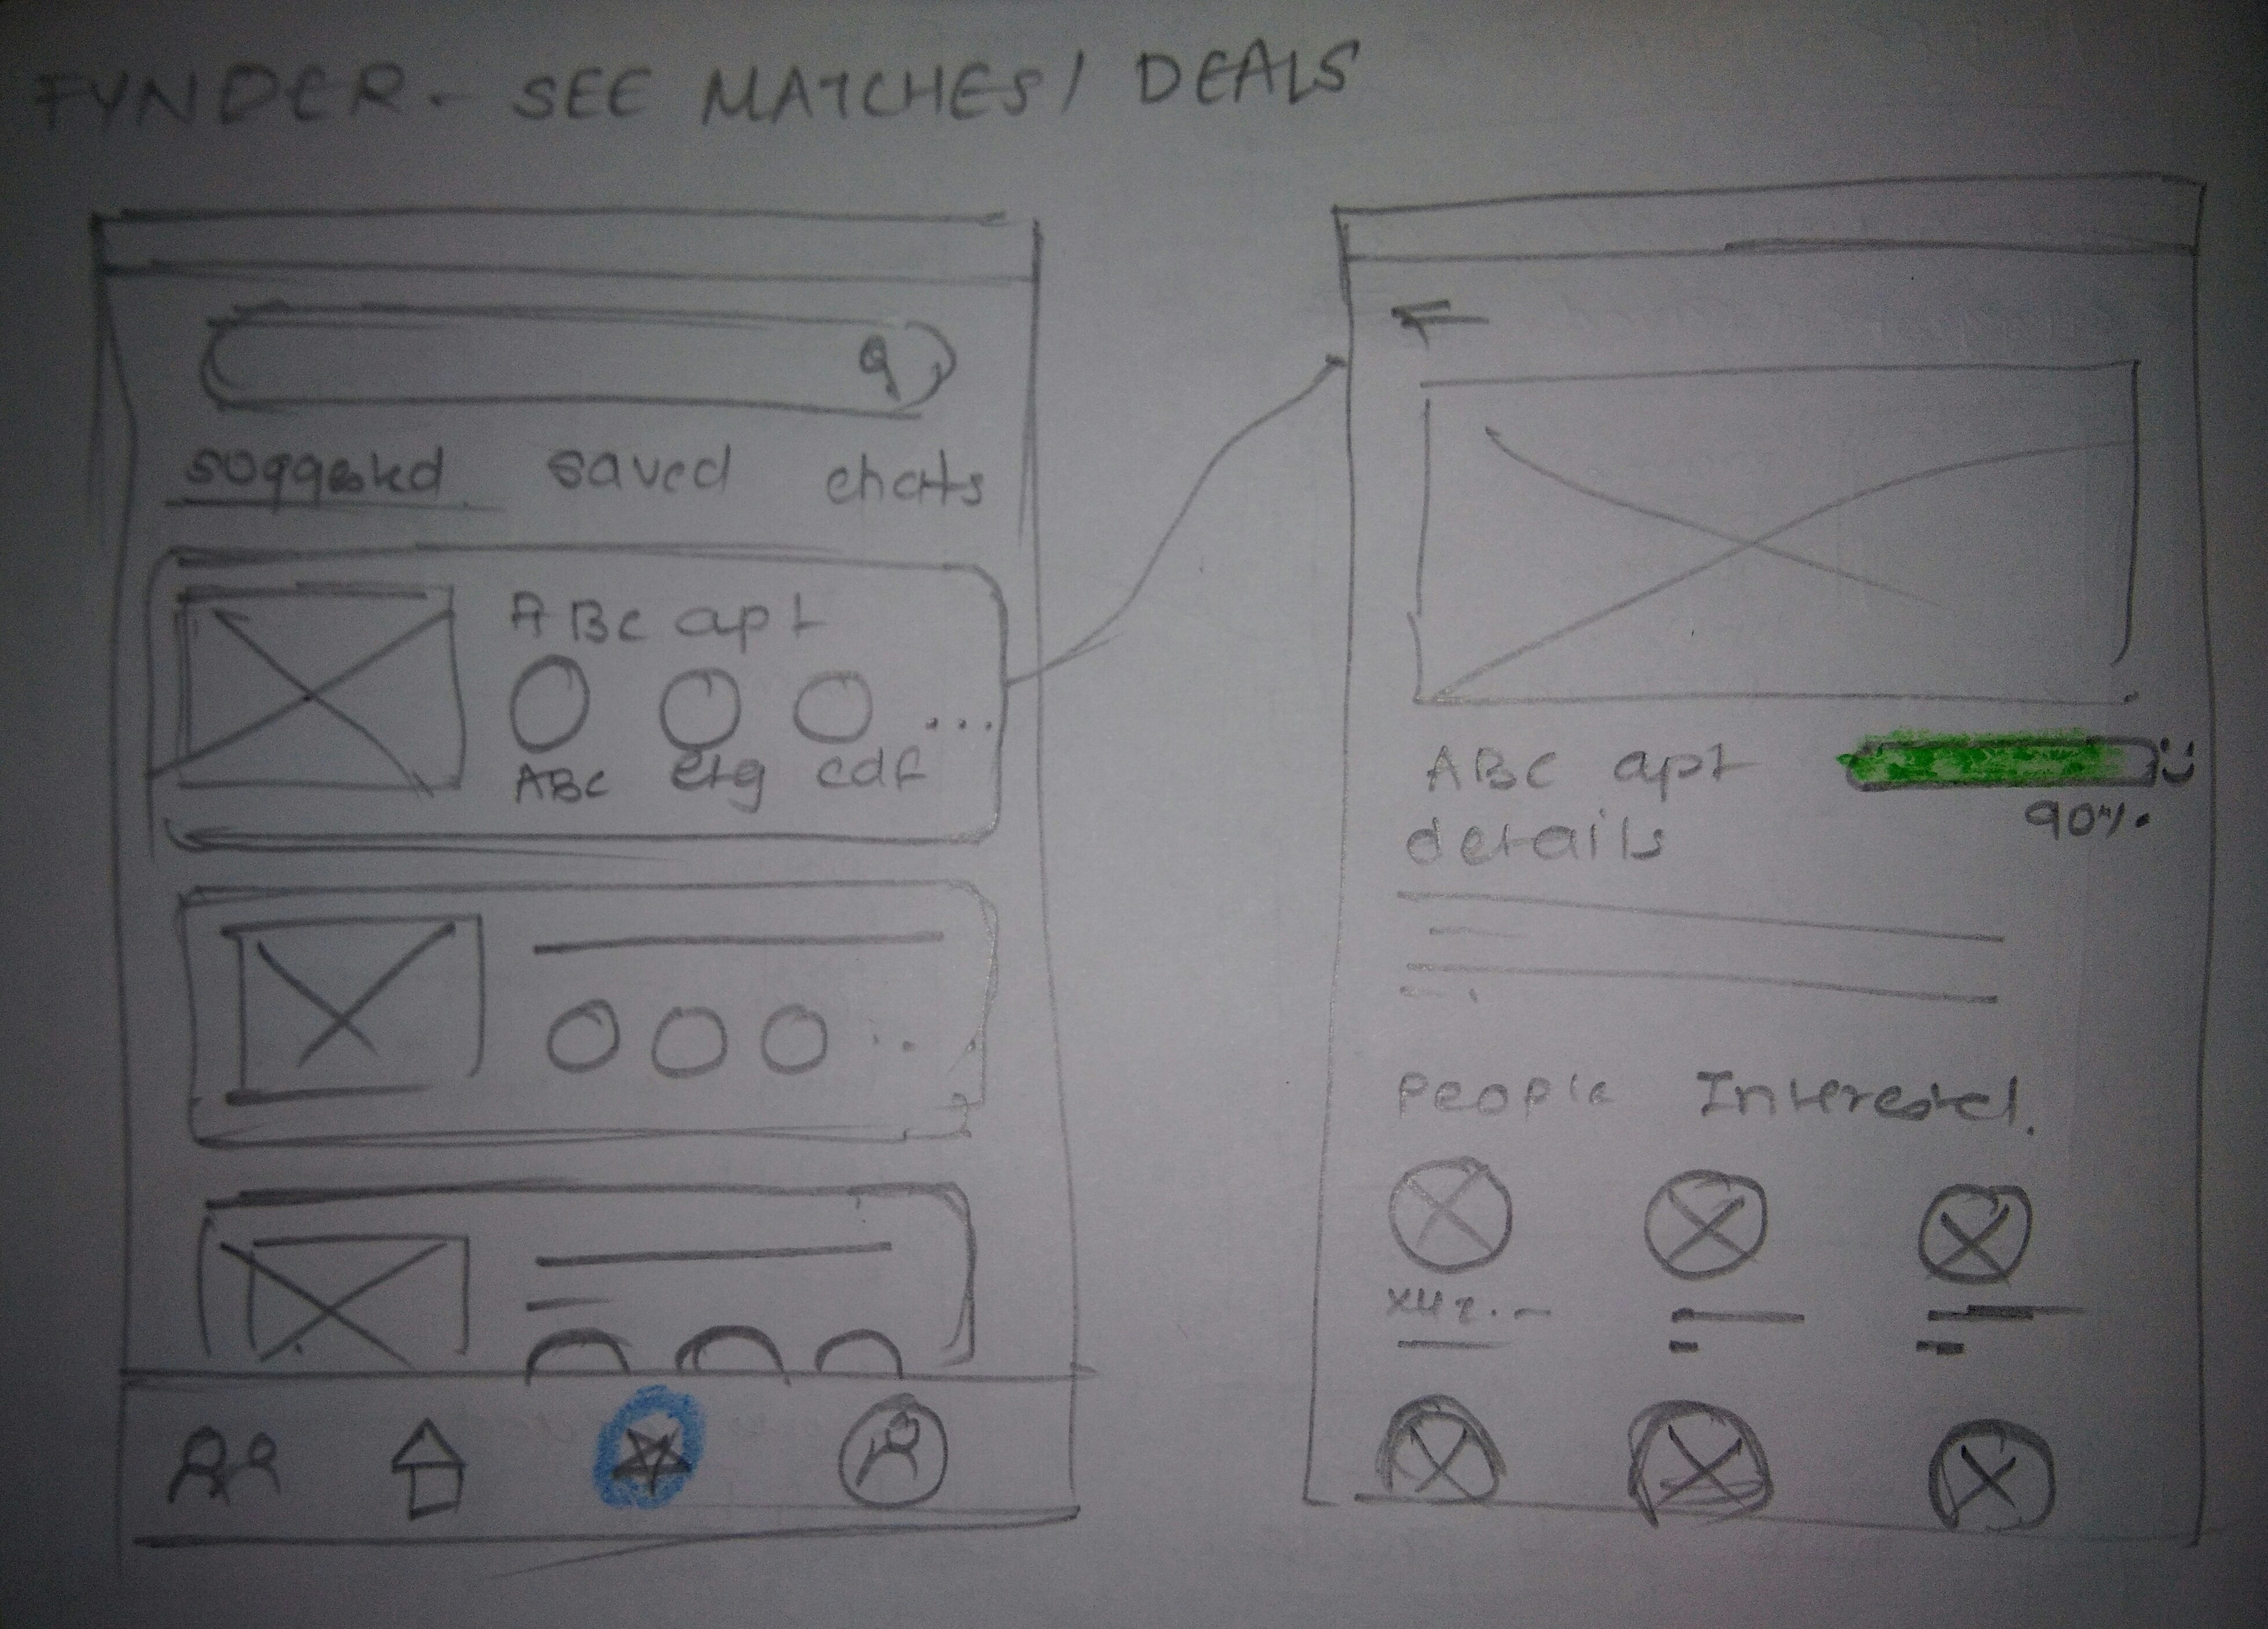 FYNDER - SEE MATCHES / DEALS
suggested saved chats
ABC apt
ABC efg cdf
...
ABC apt
details
90%
People Interested.
xyz.-